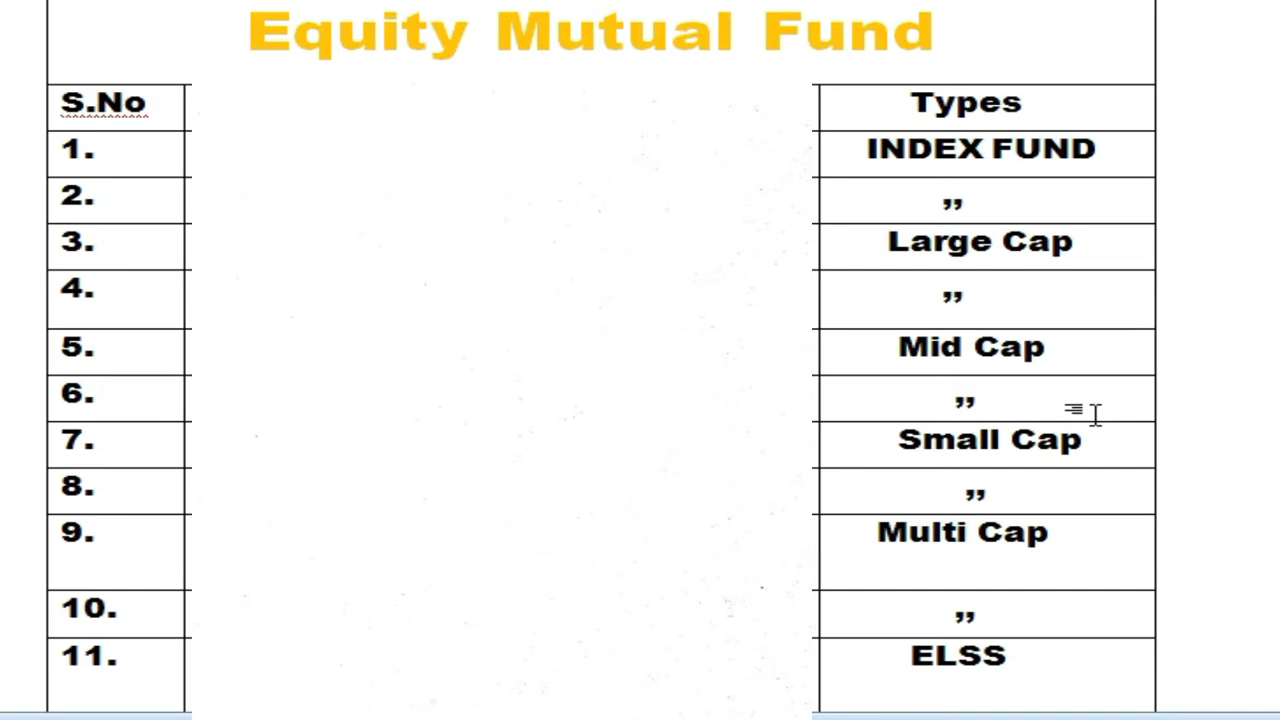 Equity Mutual Fund
S.No Types
1. INDEX FUND
2. ,,
3. Large Cap
4. ,,
5. Mid Cap
6. ,,
7. Small Cap
8. ,,
9. Multi Cap
10. ,,
11. ELSS